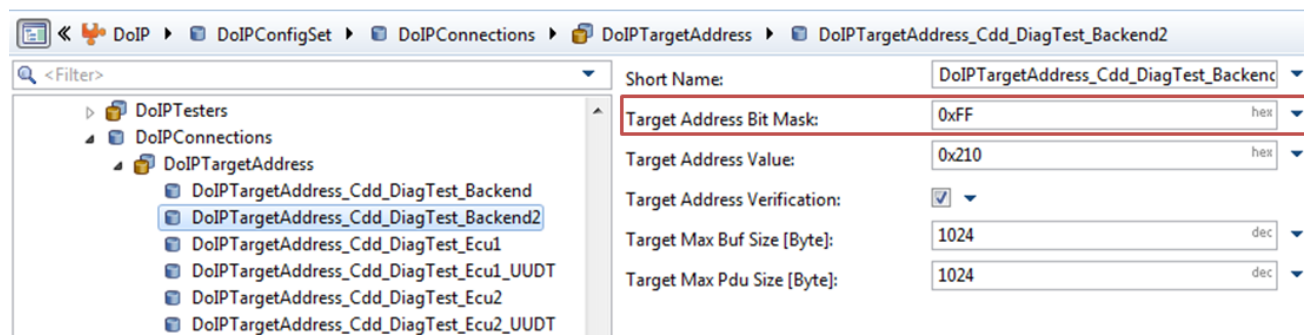 DoIP DoIPConfigSet DoIPConnections DoIPTargetAddress DoIPTargetAddress_Cdd_DiagTest_Backend2
<Filter>
DoIPTesters
DoIPConnections
DoIPTargetAddress
DoIPTargetAddress_Cdd_DiagTest_Backend
DoIPTargetAddress_Cdd_DiagTest_Backend2
DoIPTargetAddress_Cdd_DiagTest_Ecu1
DoIPTargetAddress_Cdd_DiagTest_Ecu1_UUDT
DoIPTargetAddress_Cdd_DiagTest_Ecu2
DoIPTargetAddress_Cdd_DiagTest_Ecu2_UUDT
Short Name: DoIPTargetAddress_Cdd_DiagTest_Backenc
Target Address Bit Mask: 0xFF hex
Target Address Value: 0x210 hex
Target Address Verification:
Target Max Buf Size [Byte]: 1024 dec
Target Max Pdu Size [Byte]: 1024 dec